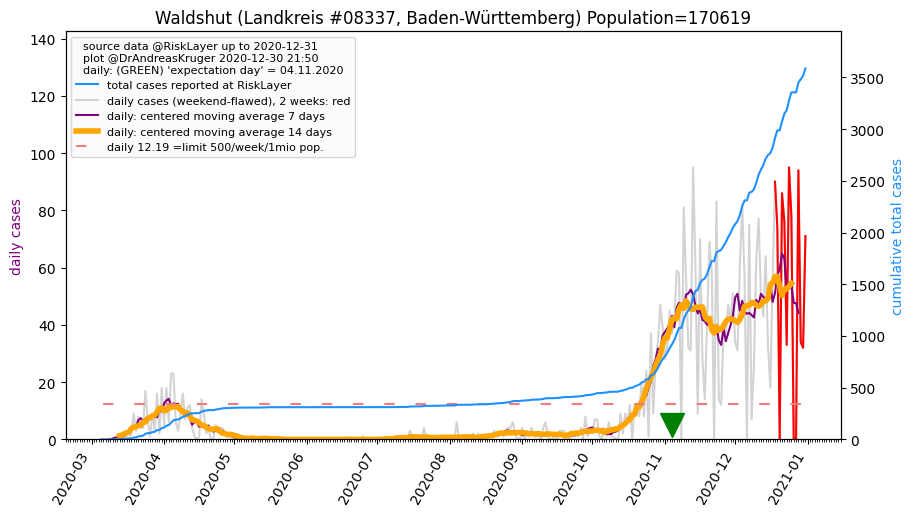 Waldshut (Landkreis #08337, Baden-Württemberg) Population=170619
source data @RiskLayer up to 2020-12-31
plot @DrAndreasKruger 2020-12-30 21:50
daily: (GREEN) 'expectation day' = 04.11.2020
total cases reported at RiskLayer
daily cases (weekend-flawed), 2 weeks: red
daily: centered moving average 7 days
daily: centered moving average 14 days
daily 12.19 =limit 500/week/1mio pop.
daily cases
140
120
100
80
60
40
20
0
cumulative total cases
3500
3000
2500
2000
1500
1000
500
0
2020-03
2020-04
2020-05
2020-06
2020-07
2020-08
2020-09
2020-10
2020-11
2020-12
2021-01